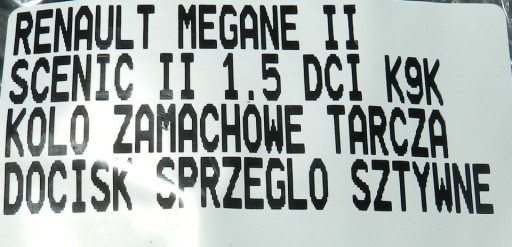 RENAULT MEGANE II
SCENIC II 1.5 DCI K9K
KOLO ZAMACHOWE TARCZA
DOCISK SPRZEGLO SZTYWNE